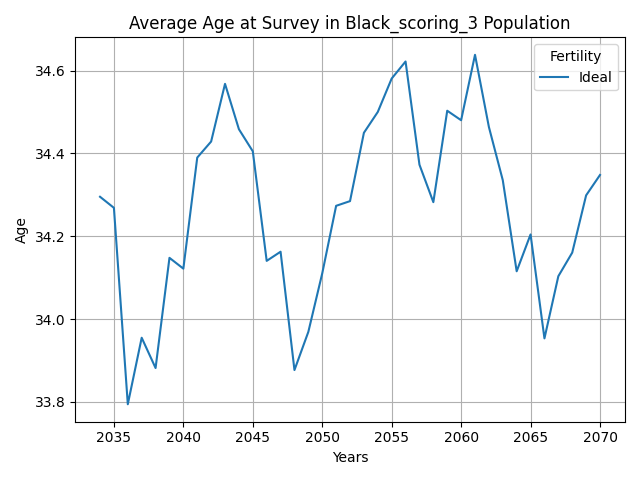 Average Age at Survey in Black_scoring_3 Population
Fertility
Ideal
34.6
34.4
34.2
34.0
33.8
Age
2035 2040 2045 2050 2055 2060 2065 2070
Years